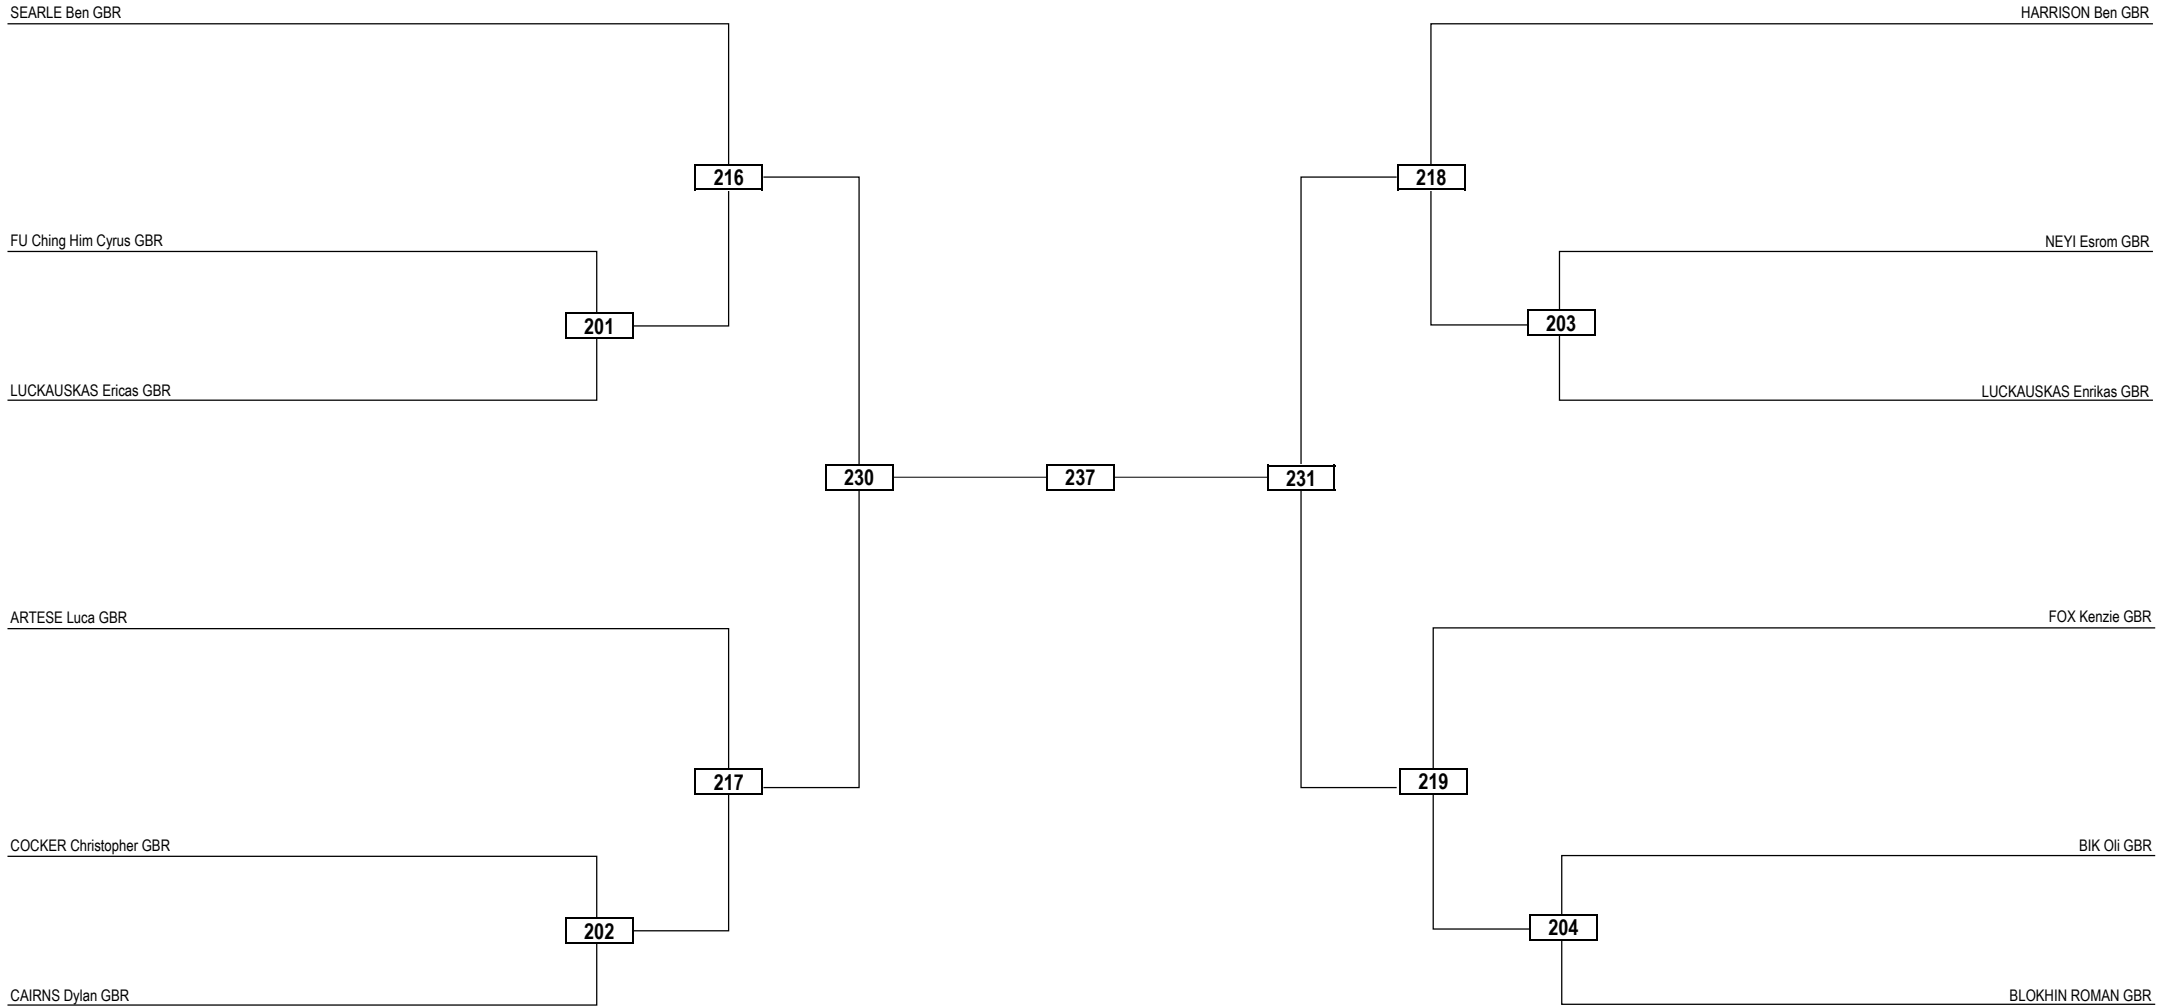 SEARLE Ben GBR
HARRISON Ben GBR
216
218
FU Ching Him Cyrus GBR
NEYI Esrom GBR
201
203
LUCKAUSKAS Ericas GBR
LUCKAUSKAS Enrikas GBR
230
237
231
ARTESE Luca GBR
FOX Kenzie GBR
217
219
COCKER Christopher GBR
BIK Oli GBR
202
204
CAIRNS Dylan GBR
BLOKHIN ROMAN GBR